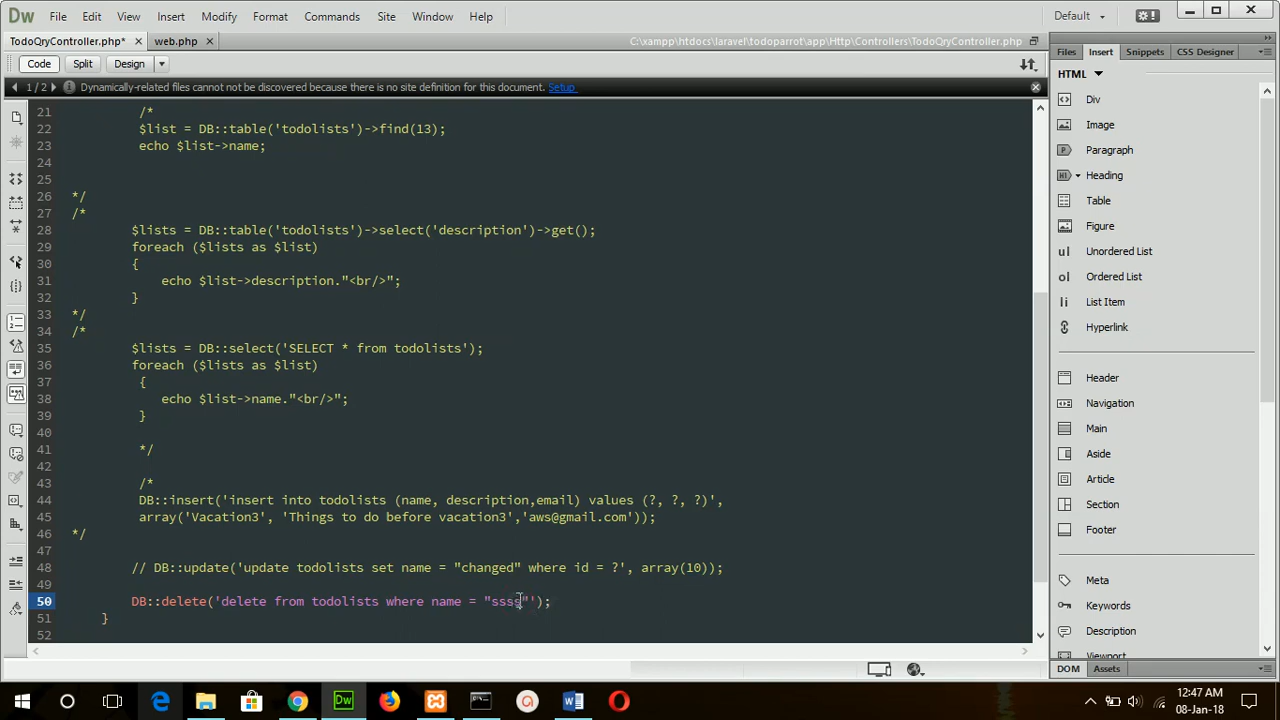 Dw File Edit View Insert Modify Format Commands Site Window Help Default
TodoQryController.php* × web.php × C:\xampp\htdocs\laravel\todoparrot\app\Http\Controllers\TodoQryController.php
Code Split Design
1 / 2 Dynamically-related files cannot not be discovered because there is no site definition for this document. Setup
21 /*
22 $list = DB::table('todolists')->find(13);
23 echo $list->name;
24
25
26 */
27 /*
28 $lists = DB::table('todolists')->select('description')->get();
29 foreach ($lists as $list)
30 {
31 echo $list->description."<br/>";
32 }
33 */
34 /*
35 $lists = DB::select('SELECT * from todolists');
36 foreach ($lists as $list)
37 {
38 echo $list->name."<br/>";
39 }
40
41 */
42
43 /*
44 DB::insert('insert into todolists (name, description,email) values (?, ?, ?)',
45 array('Vacation3', 'Things to do before vacation3','aws@gmail.com'));
46 */
47
48 // DB::update('update todolists set name = "changed" where id = ?', array(10));
49
50 DB::delete('delete from todolists where name = "ssss"');
51 }
52
Files Insert Snippets CSS Designer
HTML
Div
Image
Paragraph
H1 Heading
Table
Figure
ul Unordered List
ol Ordered List
li List Item
Hyperlink
Header
Navigation
Main
Aside
Article
Section
Footer
Meta
Description
Viewport
DOM Assets
Dw W 12:47 AM
08-Jan-18